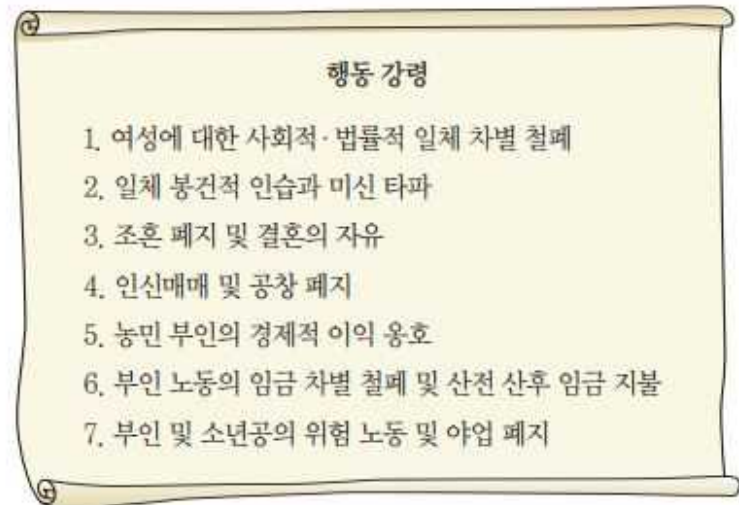 행동 강령
1. 여성에 대한 사회적·법률적 일체 차별 철폐
2. 일체 봉건적 인습과 미신 타파
3. 조혼 폐지 및 결혼의 자유
4. 인신매매 및 공창 폐지
5. 농민 부인의 경제적 이익 옹호
6. 부인 노동의 임금 차별 철폐 및 산전 산후 임금 지불
7. 부인 및 소년공의 위험 노동 및 야업 폐지